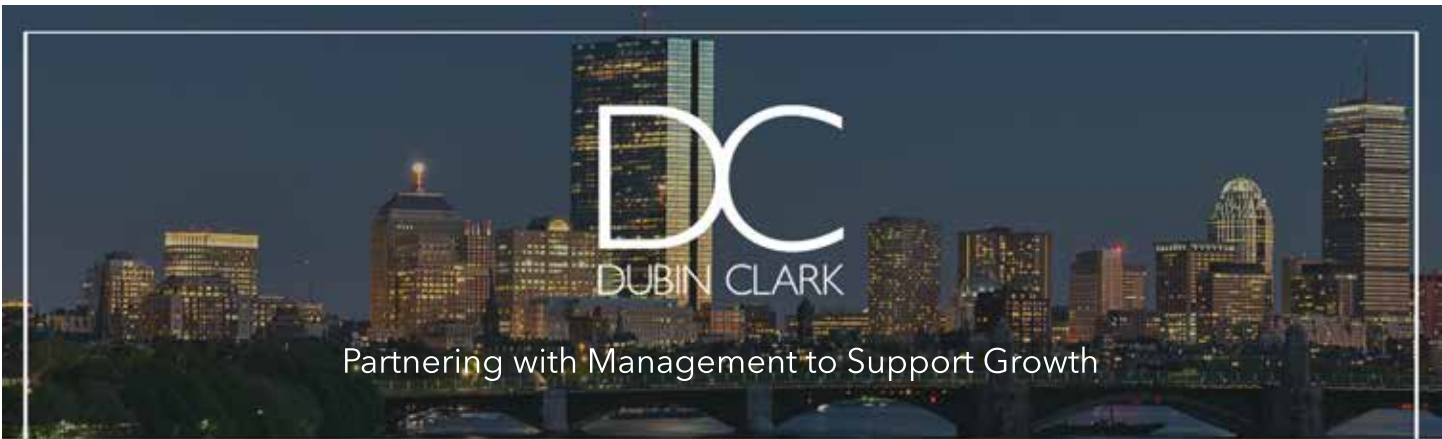 DC
DUBIN CLARK
Partnering with Management to Support Growth